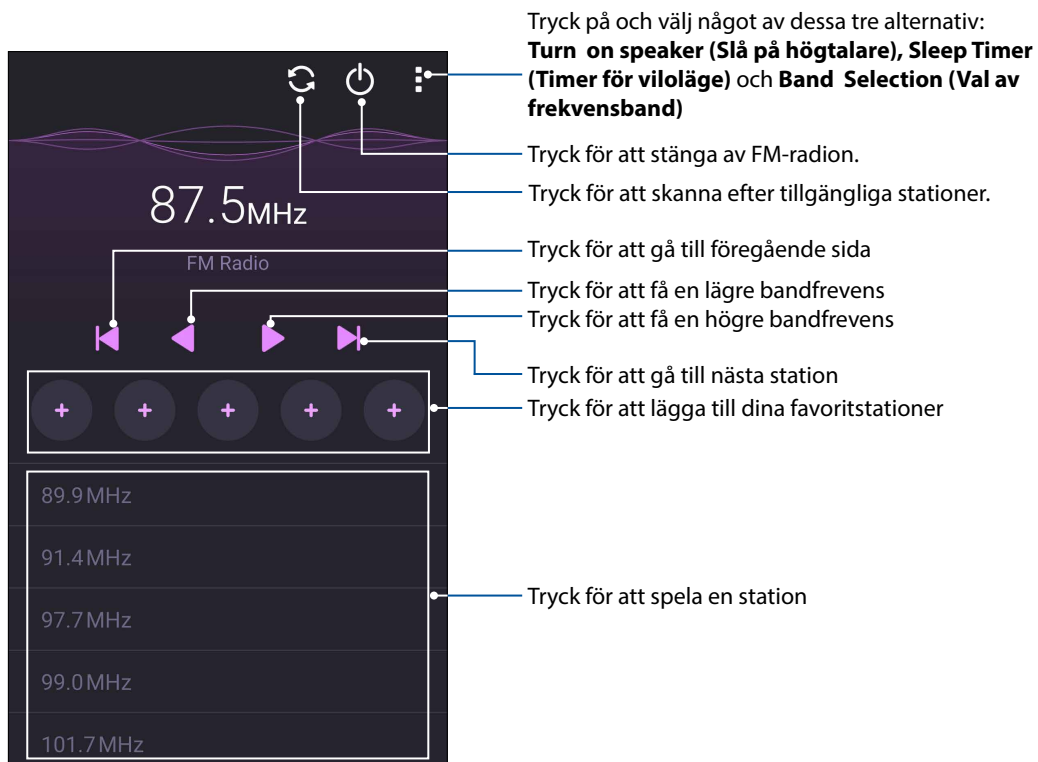 Tryck på och välj något av dessa tre alternativ:
Turn on speaker (Slå på högtalare), Sleep Timer
(Timer för viloläge) och Band Selection (Val av
frekvensband)
Tryck för att stänga av FM-radion.
Tryck för att skanna efter tillgängliga stationer.
87.5MHz
FM Radio
Tryck för att gå till föregående sida
Tryck för att få en lägre bandfrevens
Tryck för att få en högre bandfrevens
Tryck för att gå till nästa station
Tryck för att lägga till dina favoritstationer
+ + + + +
89.9MHz
91.4MHz
97.7MHz
99.0MHz
101.7MHz
Tryck för att spela en station